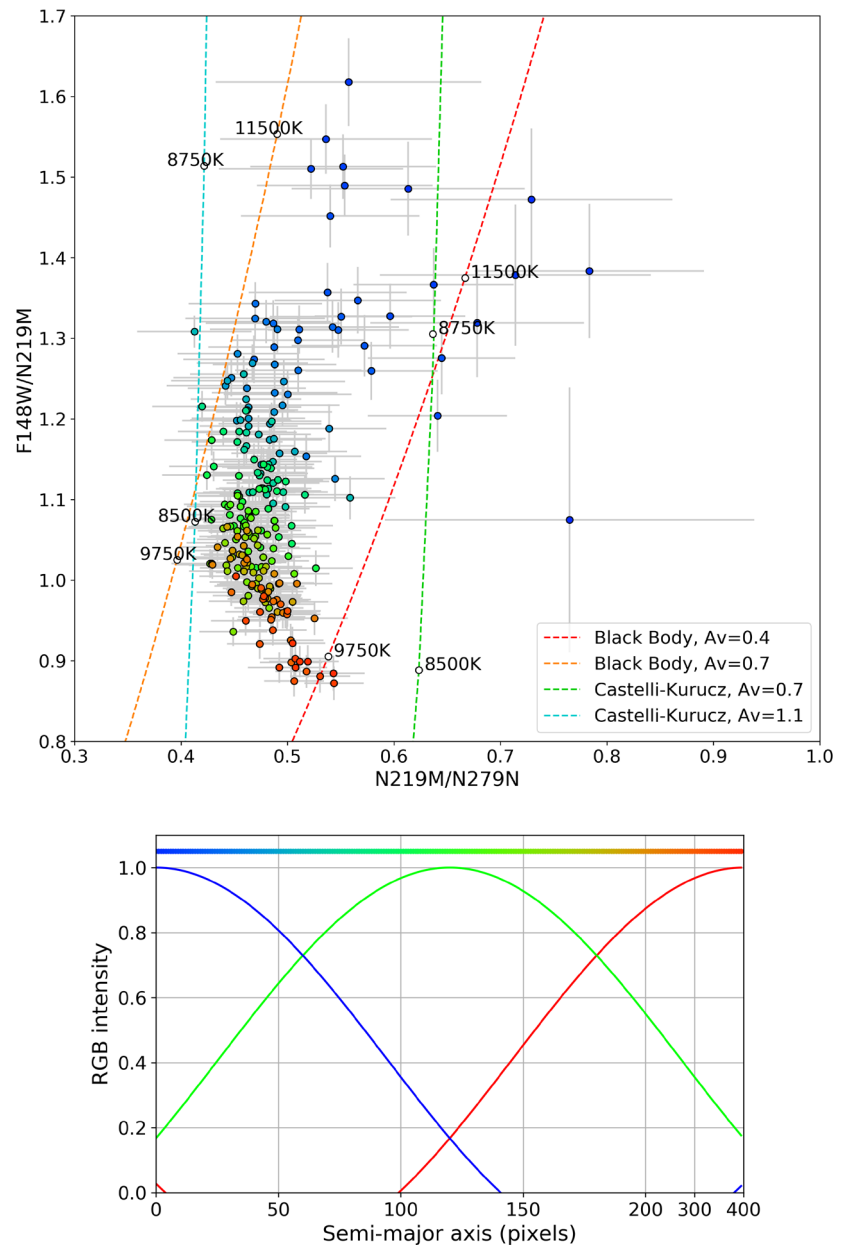 1.7
1.6
1.5
1.4
1.3
1.2
1.1
1.0
0.9
0.8
F148W/N219M
11500K
8750K
11500K
8750K
8500K
9750K
9750K
8500K
Black Body, Av=0.4
Black Body, Av=0.7
Castelli-Kurucz, Av=0.7
Castelli-Kurucz, Av=1.1
0.3 0.4 0.5 0.6 0.7 0.8 0.9 1.0
N219M/N279N
1.0
0.8
0.6
0.4
0.2
0.0
RGB intensity
0 50 100 150 200 300 400
Semi-major axis (pixels)